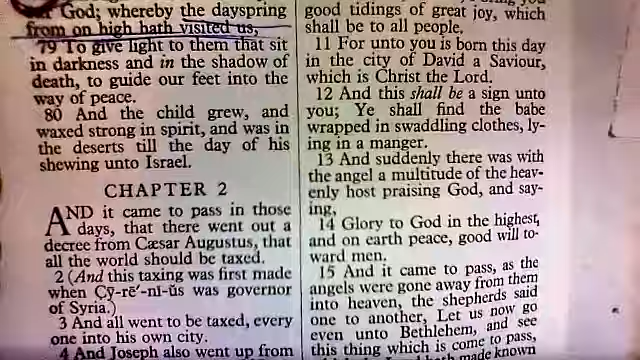 God; whereby the dayspring
from on high hath visited us,
79 To give light to them that sit
in darkness and in the shadow of
death, to guide our feet into the
way of peace.
80 And the child grew, and
waxed strong in spirit, and was in
the deserts till the day of his
shewing unto Israel.
CHAPTER 2
AND it came to pass in those
days, that there went out a
decree from Cæsar Augustus, that
all the world should be taxed.
2 (And this taxing was first made
when Cȳ-rē′-nĭ-ŭs was governor
of Syria.)
3 And all went to be taxed, every
one into his own city.
4 And Joseph also went up from
good tidings of great joy, which
shall be to all people.
11 For unto you is born this day
in the city of David a Saviour,
which is Christ the Lord.
12 And this shall be a sign unto
you; Ye shall find the babe
wrapped in swaddling clothes, ly-
ing in a manger.
13 And suddenly there was with
the angel a multitude of the heav-
enly host praising God, and say-
ing,
14 Glory to God in the highest,
and on earth peace, good will to-
ward men.
15 And it came to pass, as the
angels were gone away from them
into heaven, the shepherds said
one to another, Let us now go
even unto Bethlehem, and see
this thing which is come to pass,
made known